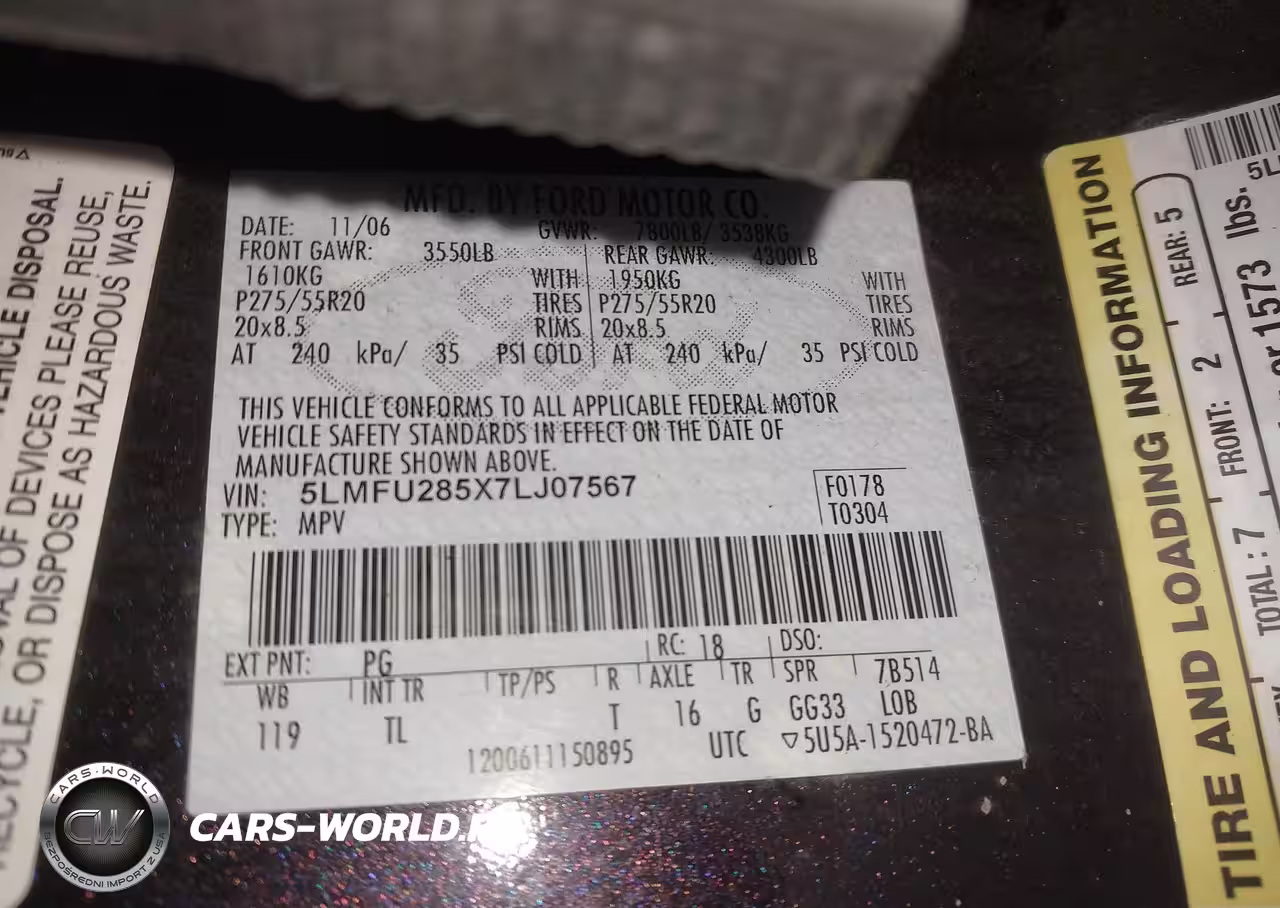 VEHICLE DISPOSAL.
OF DEVICES PLEASE REUSE,
RECYCLE, OR DISPOSE AS HAZARDOUS WASTE.
MFD. BY FORD MOTOR CO.
DATE: 11/06 GVWR: 7800LB/ 3538KG
FRONT GAWR: 3550LB REAR GAWR: 4300LB
1610KG WITH 1950KG WITH
P275/55R20 TIRES P275/55R20 TIRES
20x8.5 RIMS 20x8.5 RIMS
AT 240 kPa/ 35 PSI COLD AT 240 kPa/ 35 PSI COLD
THIS VEHICLE CONFORMS TO ALL APPLICABLE FEDERAL MOTOR
VEHICLE SAFETY STANDARDS IN EFFECT ON THE DATE OF
MANUFACTURE SHOWN ABOVE.
VIN: 5LMFU285X7LJ07567 F0178
TYPE: MPV T0304
EXT PNT: PG RC: 18 DSO:
WB INT TR TP/PS R AXLE TR SPR 7B514
119 TL T 16 G GG33 LOB
1200611150895 UTC ▽5U5A-1520472-BA
TIRE AND LOADING INFORMATION
TOTAL: 7 FRONT: 2 REAR: 5
or 1573 lbs.
5L
CARS-WORLD
CW
BEZPOŚREDNI IMPORT Z USA
CARS-WORLD.